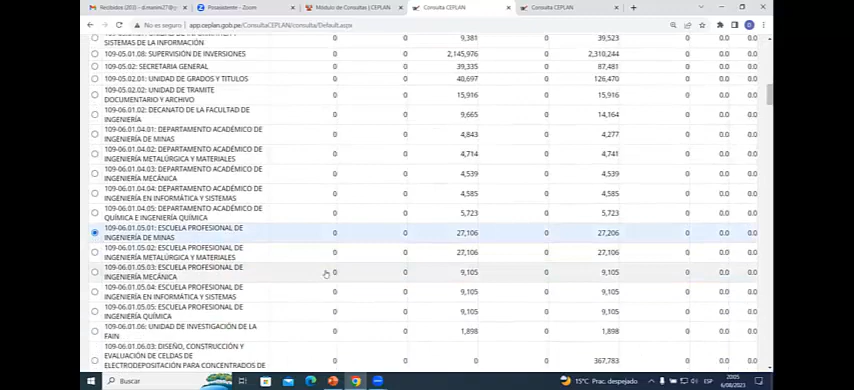 Recibidos (203) - d.marins27@
Posasistente - Zoom
Módulo de Consultas | CEPLAN
Consulta CEPLAN
Consulta CEPLAN
No es seguro | app.ceplan.gob.pe/ConsultaCEPLAN/consulta/Default.aspx
SISTEMAS DE LA INFORMACIÓN 0 0 9,381 0 39,523 0 0.0 0.0
109-05.01.08: SUPERVISIÓN DE INVERSIONES 0 0 2,145,976 0 2,310,244 0 0.0 0.0
109-05.02: SECRETARIA GENERAL 0 0 39,335 0 87,481 0 0.0 0.0
109-05.02.01: UNIDAD DE GRADOS Y TITULOS 0 0 40,697 0 126,470 0 0.0 0.0
109-05.02.02: UNIDAD DE TRAMITE
DOCUMENTARIO Y ARCHIVO 0 0 15,916 0 15,916 0 0.0 0.0
109-06.01.02: DECANATO DE LA FACULTAD DE
INGENIERÍA 0 0 9,665 0 14,164 0 0.0 0.0
109-06.01.04.01: DEPARTAMENTO ACADÉMICO DE
INGENIERÍA DE MINAS 0 0 4,843 0 4,277 0 0.0 0.0
109-06.01.04.02: DEPARTAMENTO ACADÉMICO DE
INGENIERÍA METALÚRGICA Y MATERIALES 0 0 4,714 0 4,741 0 0.0 0.0
109-06.01.04.03: DEPARTAMENTO ACADÉMICO DE
INGENIERÍA MECÁNICA 0 0 4,539 0 4,585 0 0.0 0.0
109-06.01.04.04: DEPARTAMENTO ACADÉMICO DE
INGENIERÍA EN INFORMÁTICA Y SISTEMAS 0 0 4,585 0 4,585 0 0.0 0.0
109-06.01.04.05: DEPARTAMENTO ACADÉMICO DE
QUÍMICA E INGENIERÍA QUÍMICA 0 0 5,723 0 5,723 0 0.0 0.0
109-06.01.05.01: ESCUELA PROFESIONAL DE
INGENIERÍA DE MINAS 0 0 27,106 0 27,206 0 0.0 0.0
109-06.01.05.02: ESCUELA PROFESIONAL DE
INGENIERÍA METALÚRGICA Y MATERIALES 0 0 27,106 0 27,106 0 0.0 0.0
109-06.01.05.03: ESCUELA PROFESIONAL DE
INGENIERÍA MECÁNICA 0 0 9,105 0 9,105 0 0.0 0.0
109-06.01.05.04: ESCUELA PROFESIONAL DE
INGENIERÍA EN INFORMÁTICA Y SISTEMAS 0 0 9,105 0 9,105 0 0.0 0.0
109-06.01.05.05: ESCUELA PROFESIONAL DE
INGENIERÍA QUÍMICA 0 0 9,105 0 9,105 0 0.0 0.0
109-06.01.06: UNIDAD DE INVESTIGACIÓN DE LA
FAIN 0 0 1,898 0 1,898 0 0.0 0.0
109-06.01.06.03: DISEÑO, CONSTRUCCIÓN Y
EVALUACIÓN DE CELDAS DE
ELECTRODEPOSITACIÓN PARA CONCENTRADOS DE 0 0 0 0 367,783 0 0.0 0.0
Buscar
15°C Prac. despejado
ESP
20:05
6/08/2023